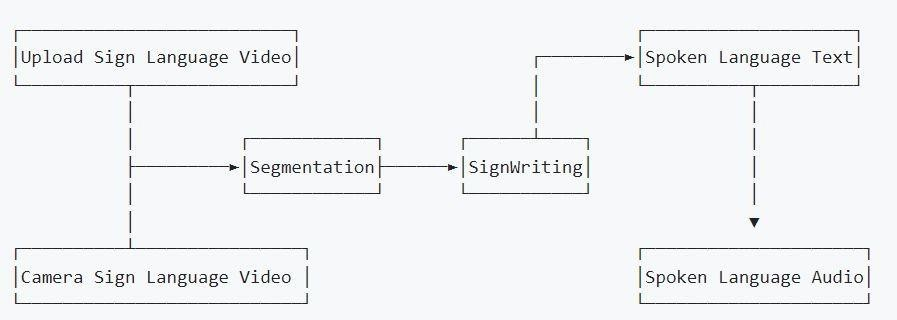 Upload Sign Language Video
Spoken Language Text
Segmentation
SignWriting
Camera Sign Language Video
Spoken Language Audio